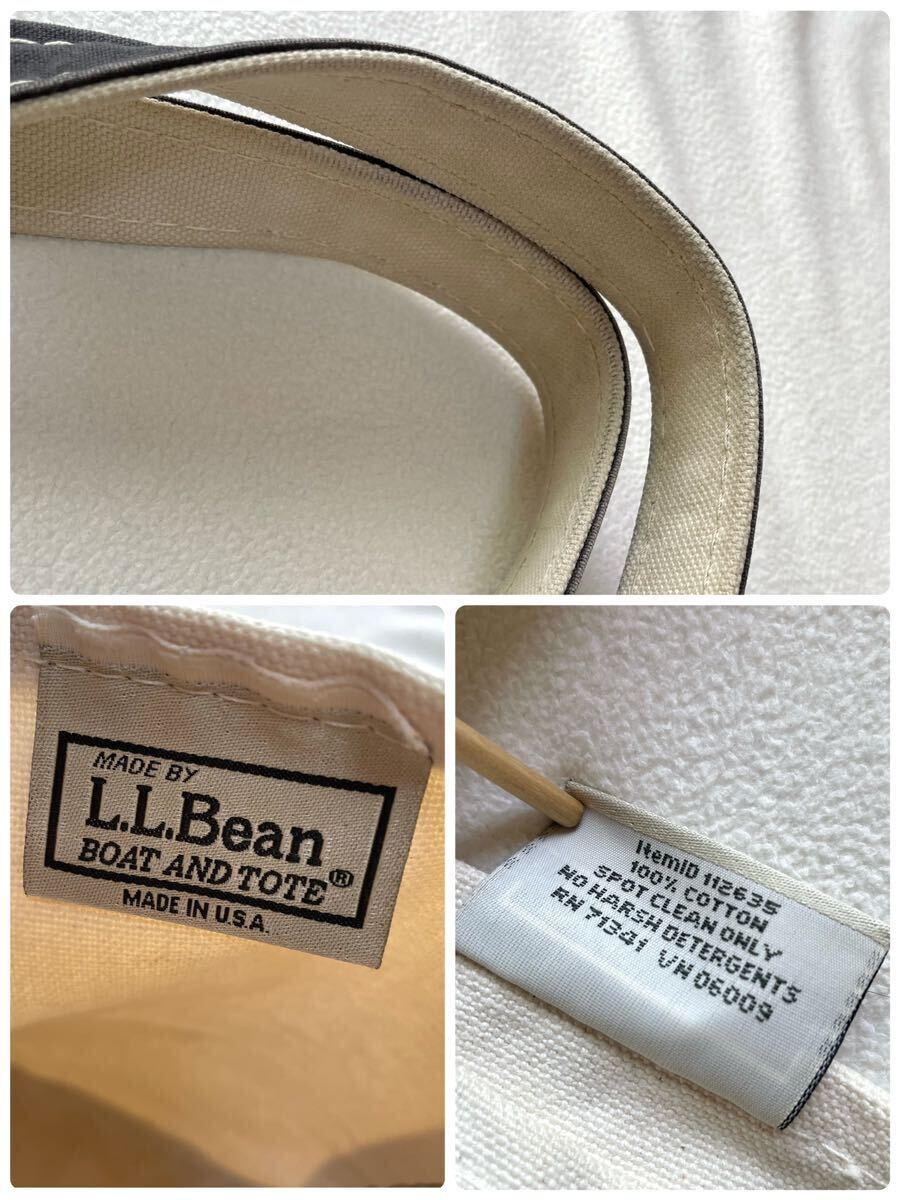 MADE BY
L.L.Bean
BOAT AND TOTE®
MADE IN U.S.A.
ItemID 112635
100% COTTON
SPOT CLEAN ONLY
NO HARSH DETERGENTS
RN 71341 VN 06009